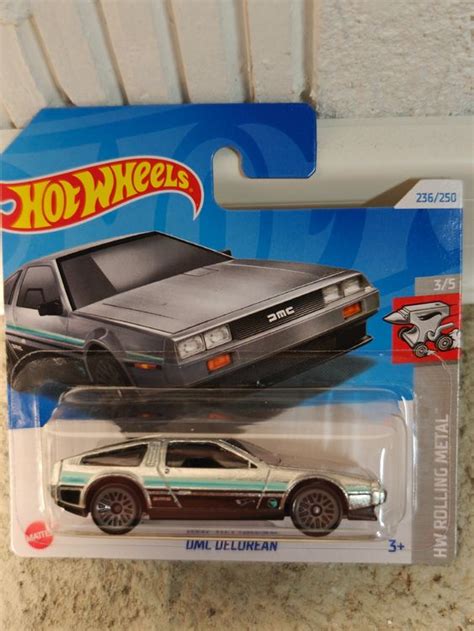 HOT WHEELS
236/250
3/5
DMC
HW ROLLING METAL
DMC DELOREAN
MATTEL
3+